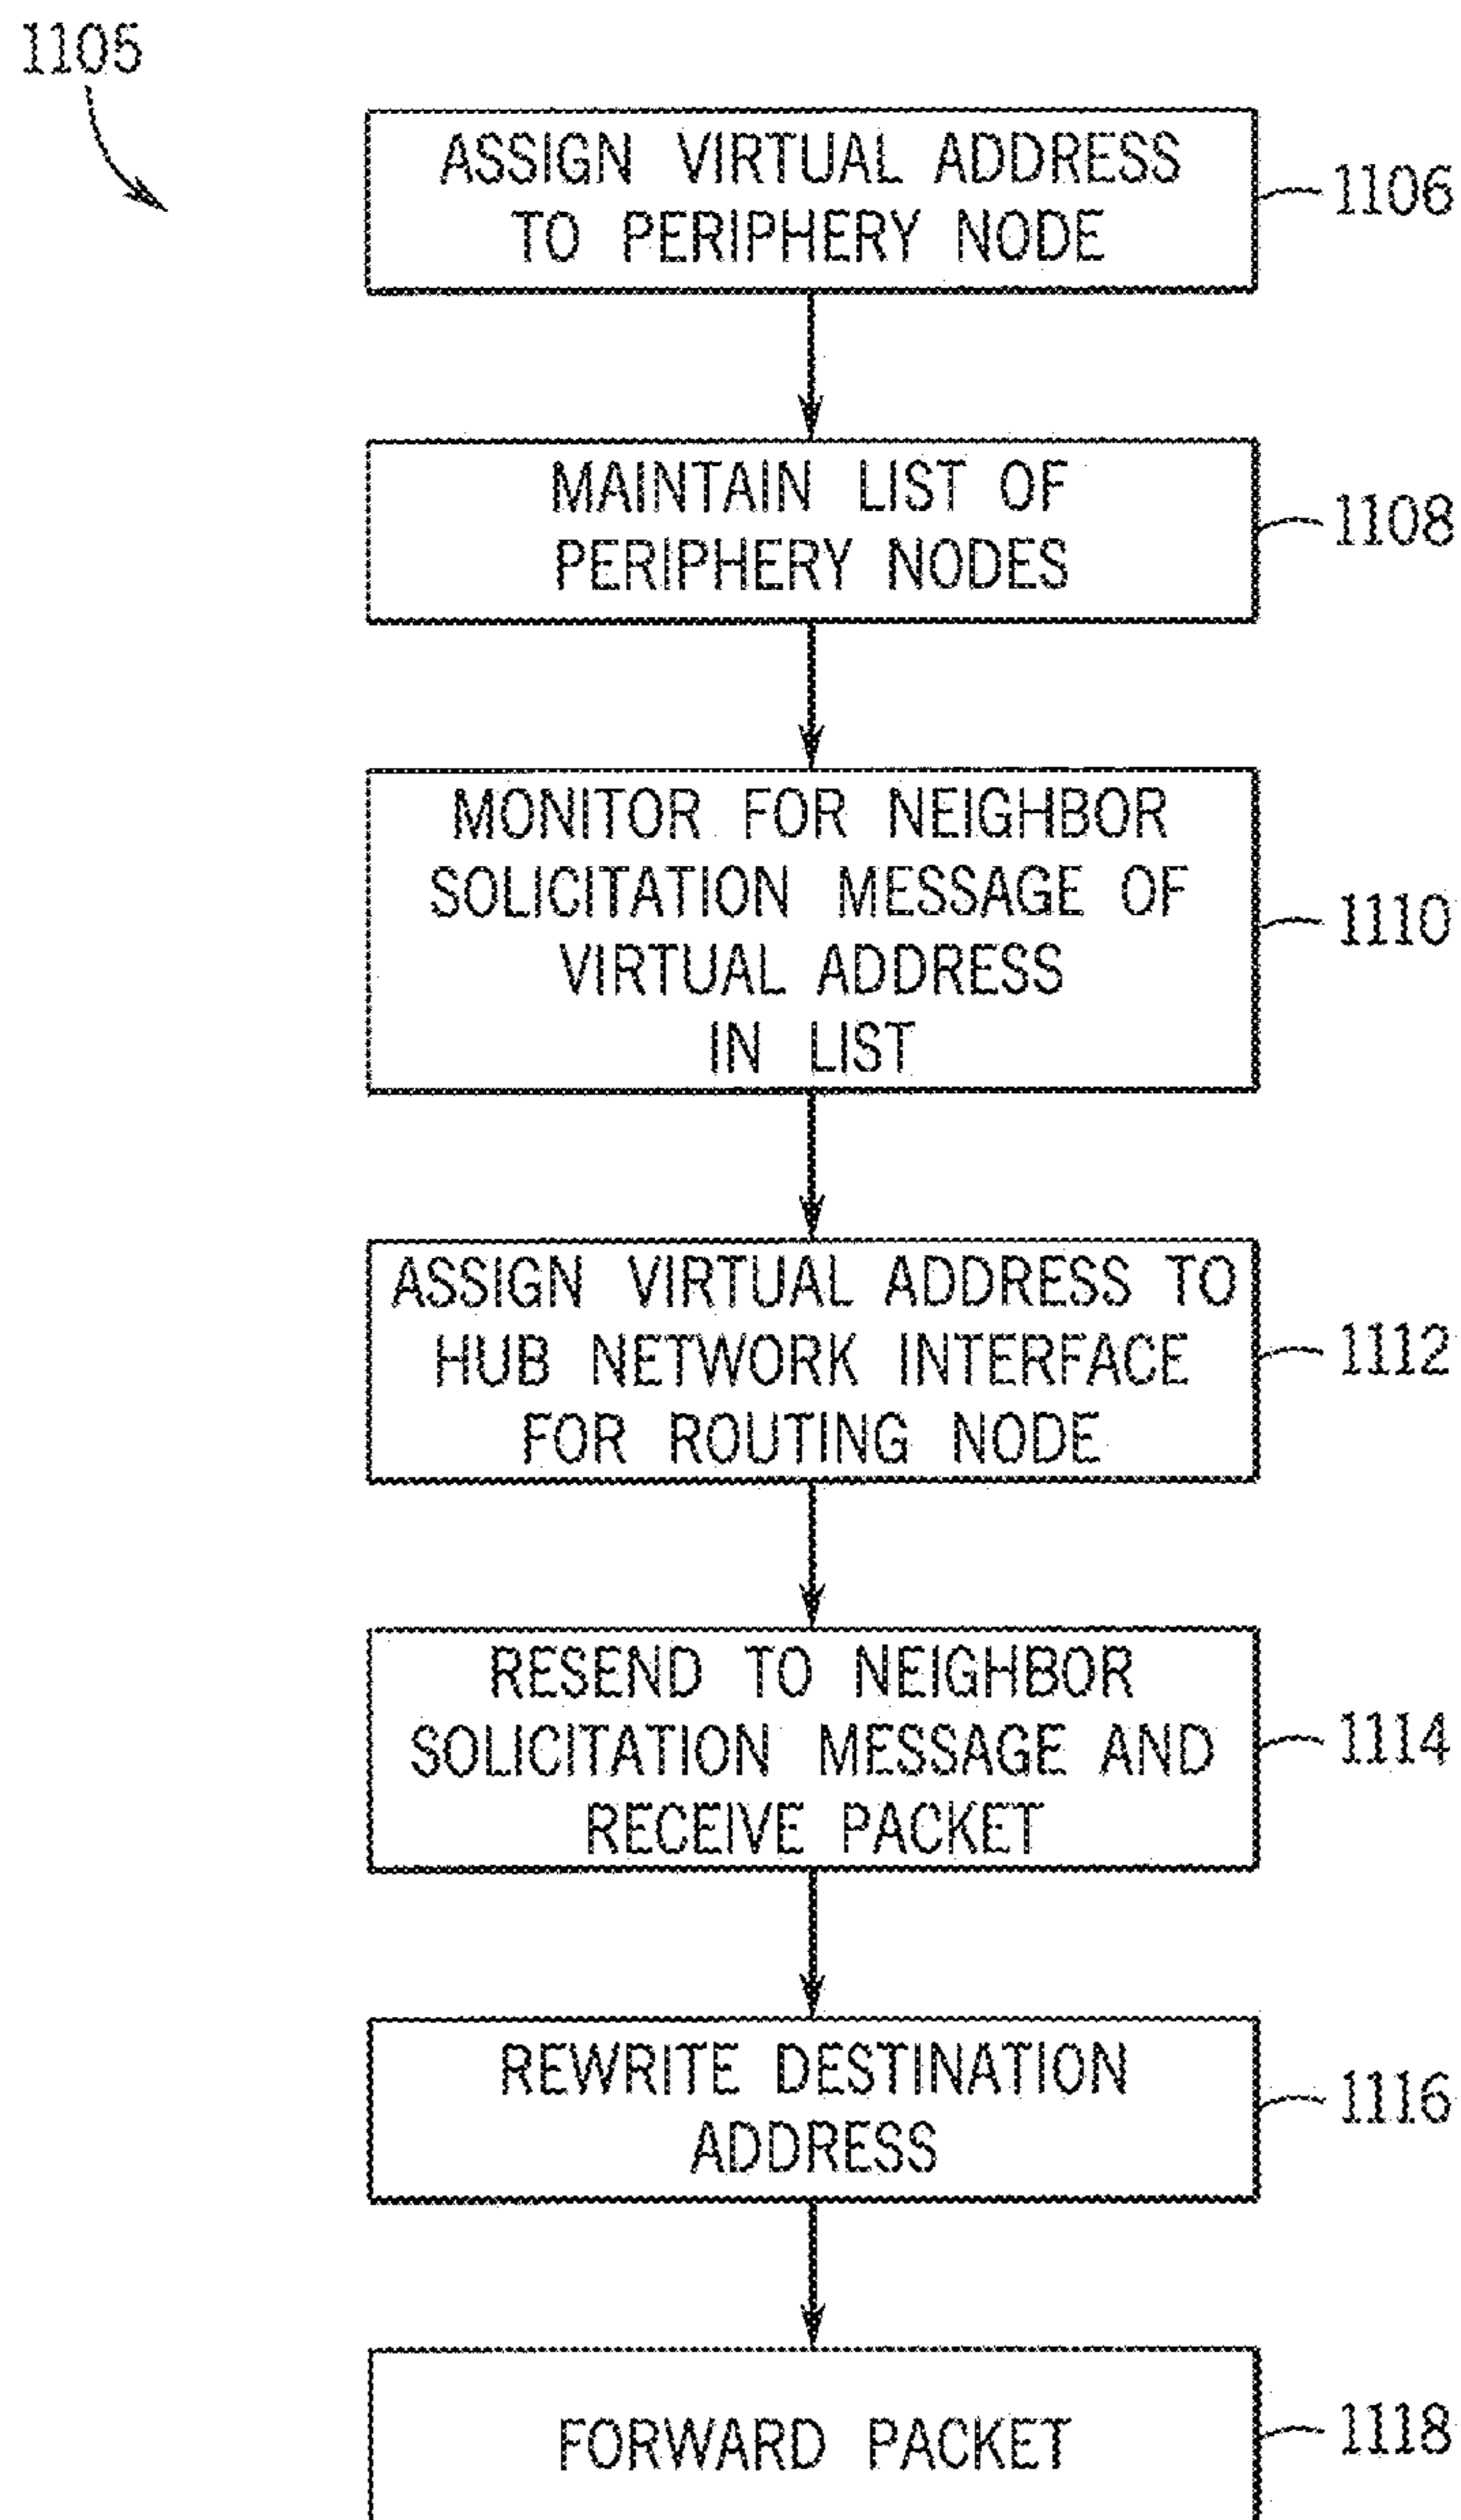 1105
ASSIGN VIRTUAL ADDRESS
TO PERIPHERY NODE
1106
MAINTAIN LIST OF
PERIPHERY NODES
1108
MONITOR FOR NEIGHBOR
SOLICITATION MESSAGE OF
VIRTUAL ADDRESS
IN LIST
1110
ASSIGN VIRTUAL ADDRESS TO
HUB NETWORK INTERFACE
FOR ROUTING NODE
1112
RESEND TO NEIGHBOR
SOLICITATION MESSAGE AND
RECEIVE PACKET
1114
REWRITE DESTINATION
ADDRESS
1116
FORWARD PACKET
1118